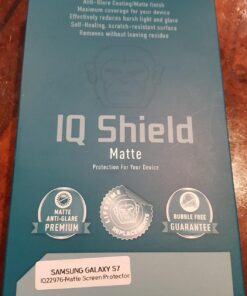 Anti-Glare Coating/Matte finish
Maximum coverage for your device
Effectively reduces harsh light and glare
Self-Healing, scratch-resistant surface
Removes without leaving residue
IQ Shield
Matte
Protection For Your Device
MATTE
ANTI-GLARE
PREMIUM
LIFETIME
REPLACEMENTS
BUBBLE FREE
GUARANTEE
SAMSUNG GALAXY S7
IQ22976-Matte Screen Protector